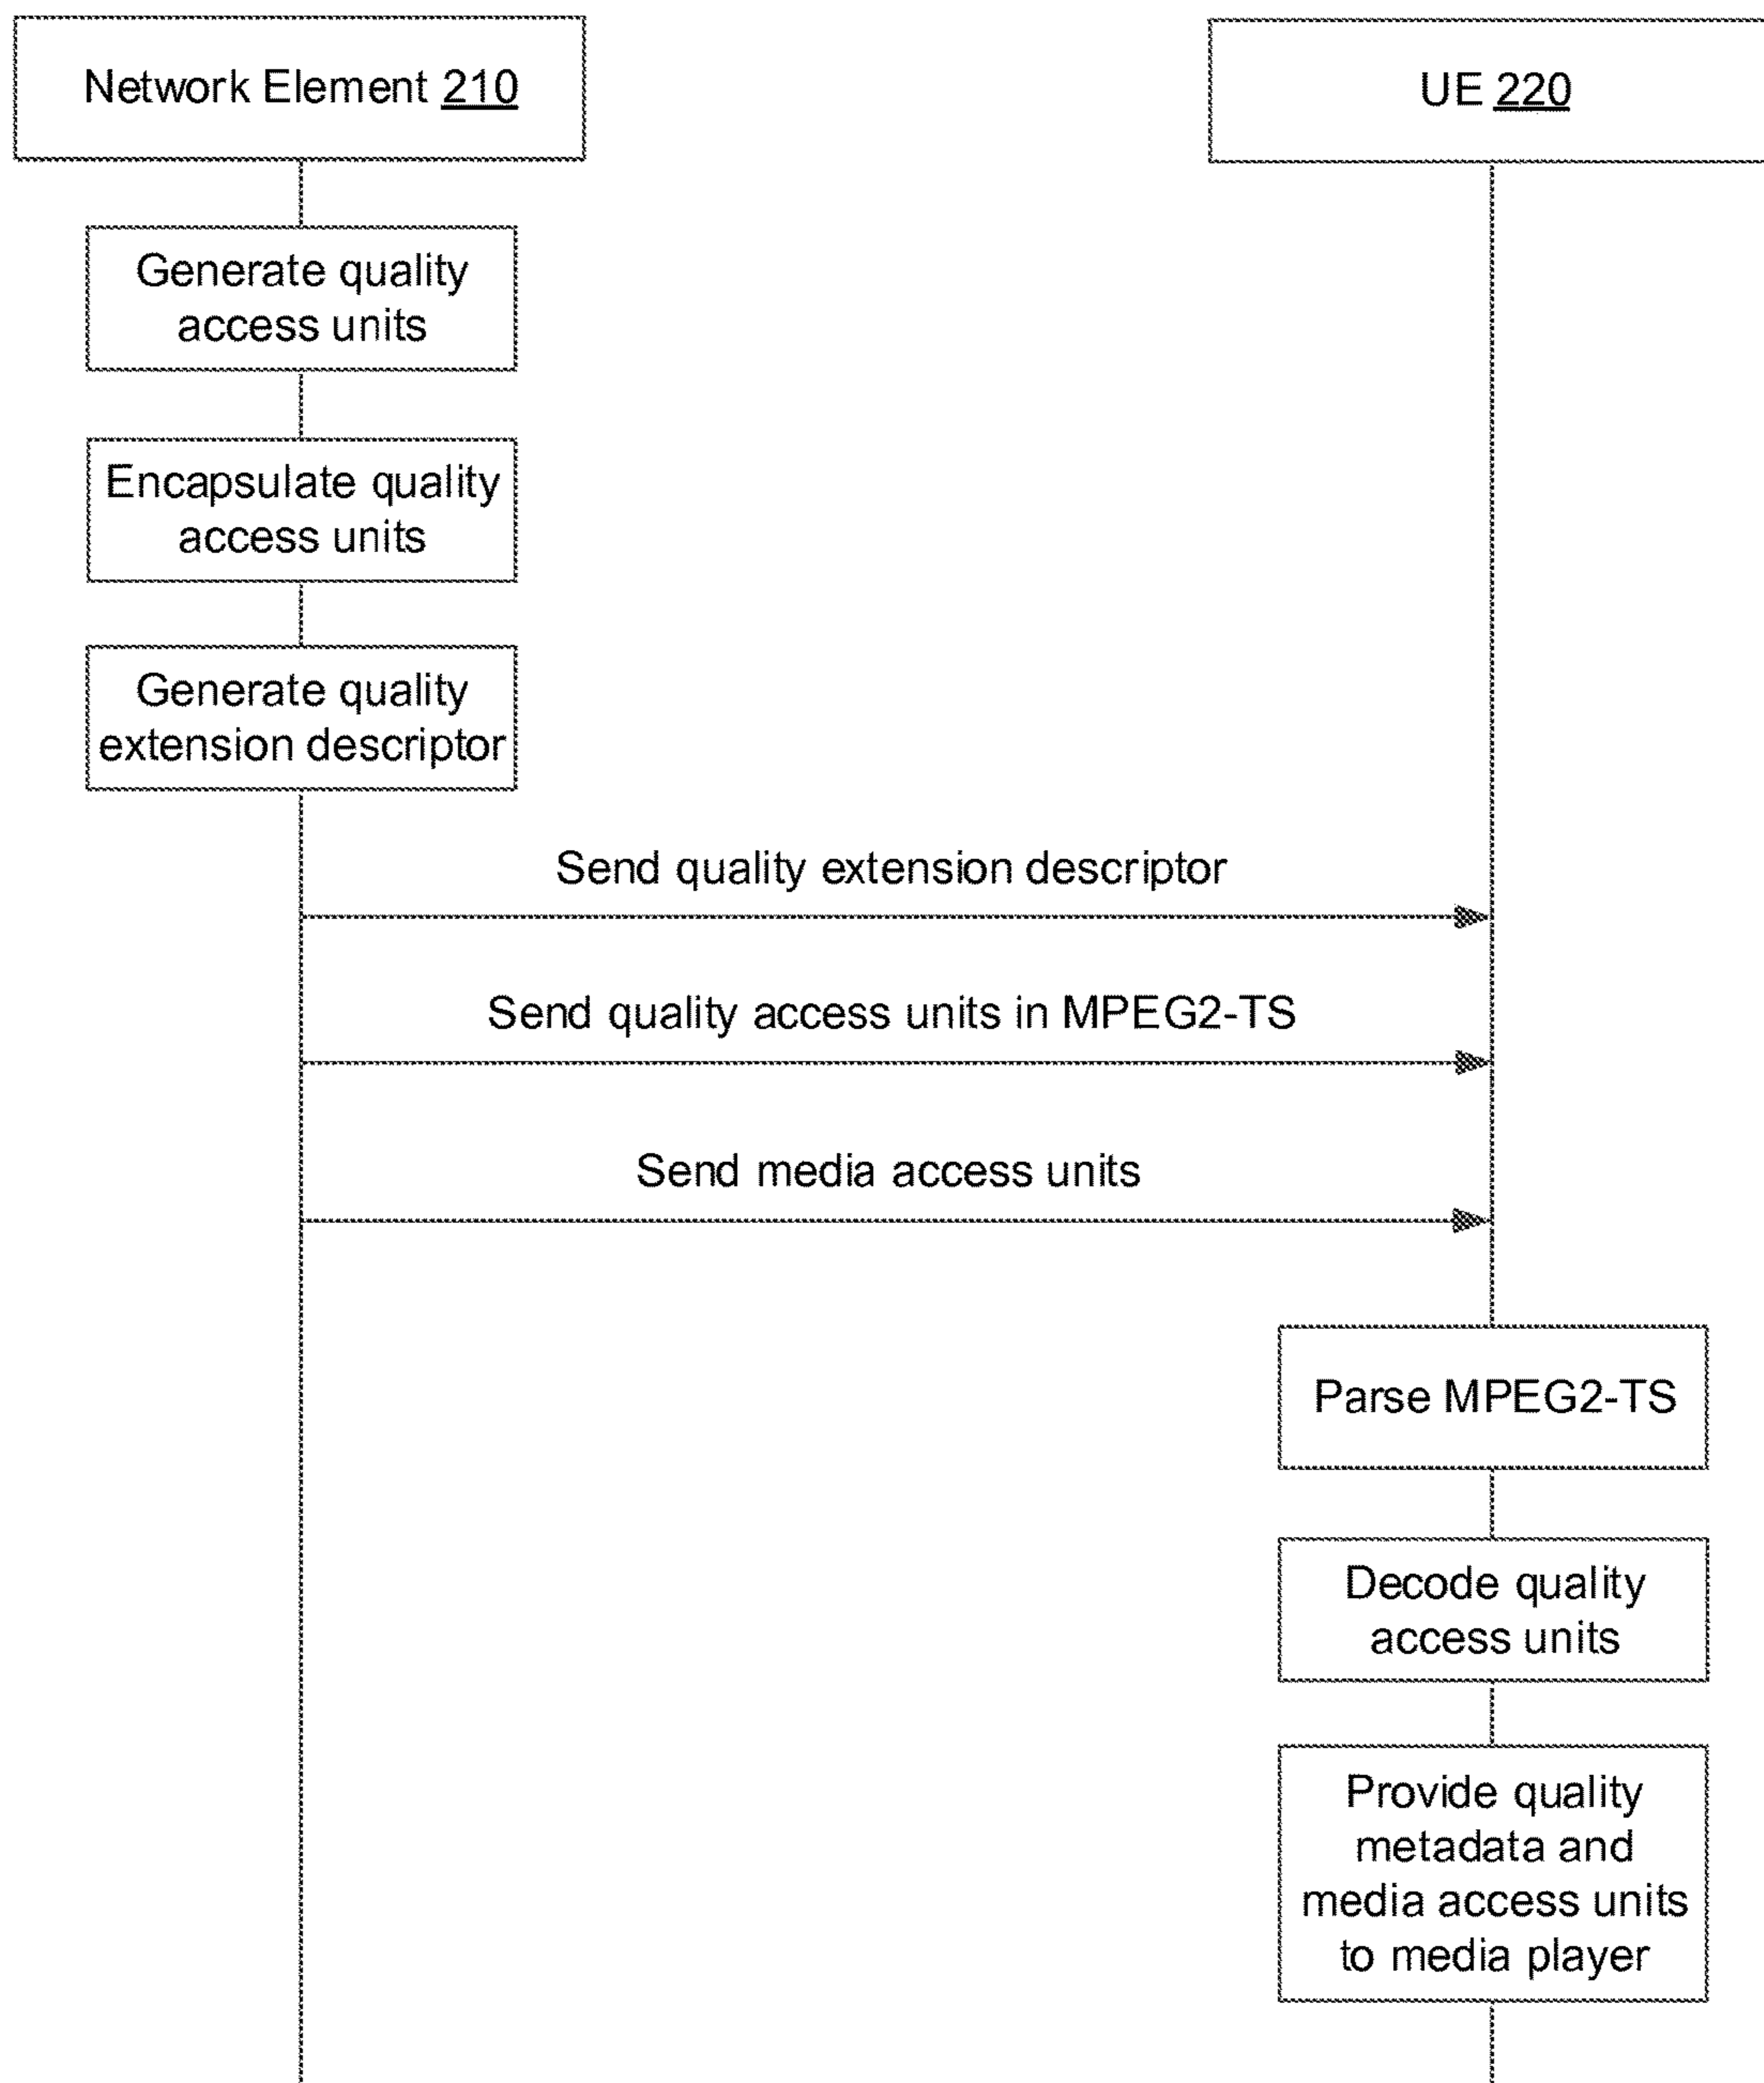 Network Element 210
UE 220
Generate quality
access units
Encapsulate quality
access units
Generate quality
extension descriptor
Send quality extension descriptor
Send quality access units in MPEG2-TS
Send media access units
Parse MPEG2-TS
Decode quality
access units
Provide quality
metadata and
media access units
to media player